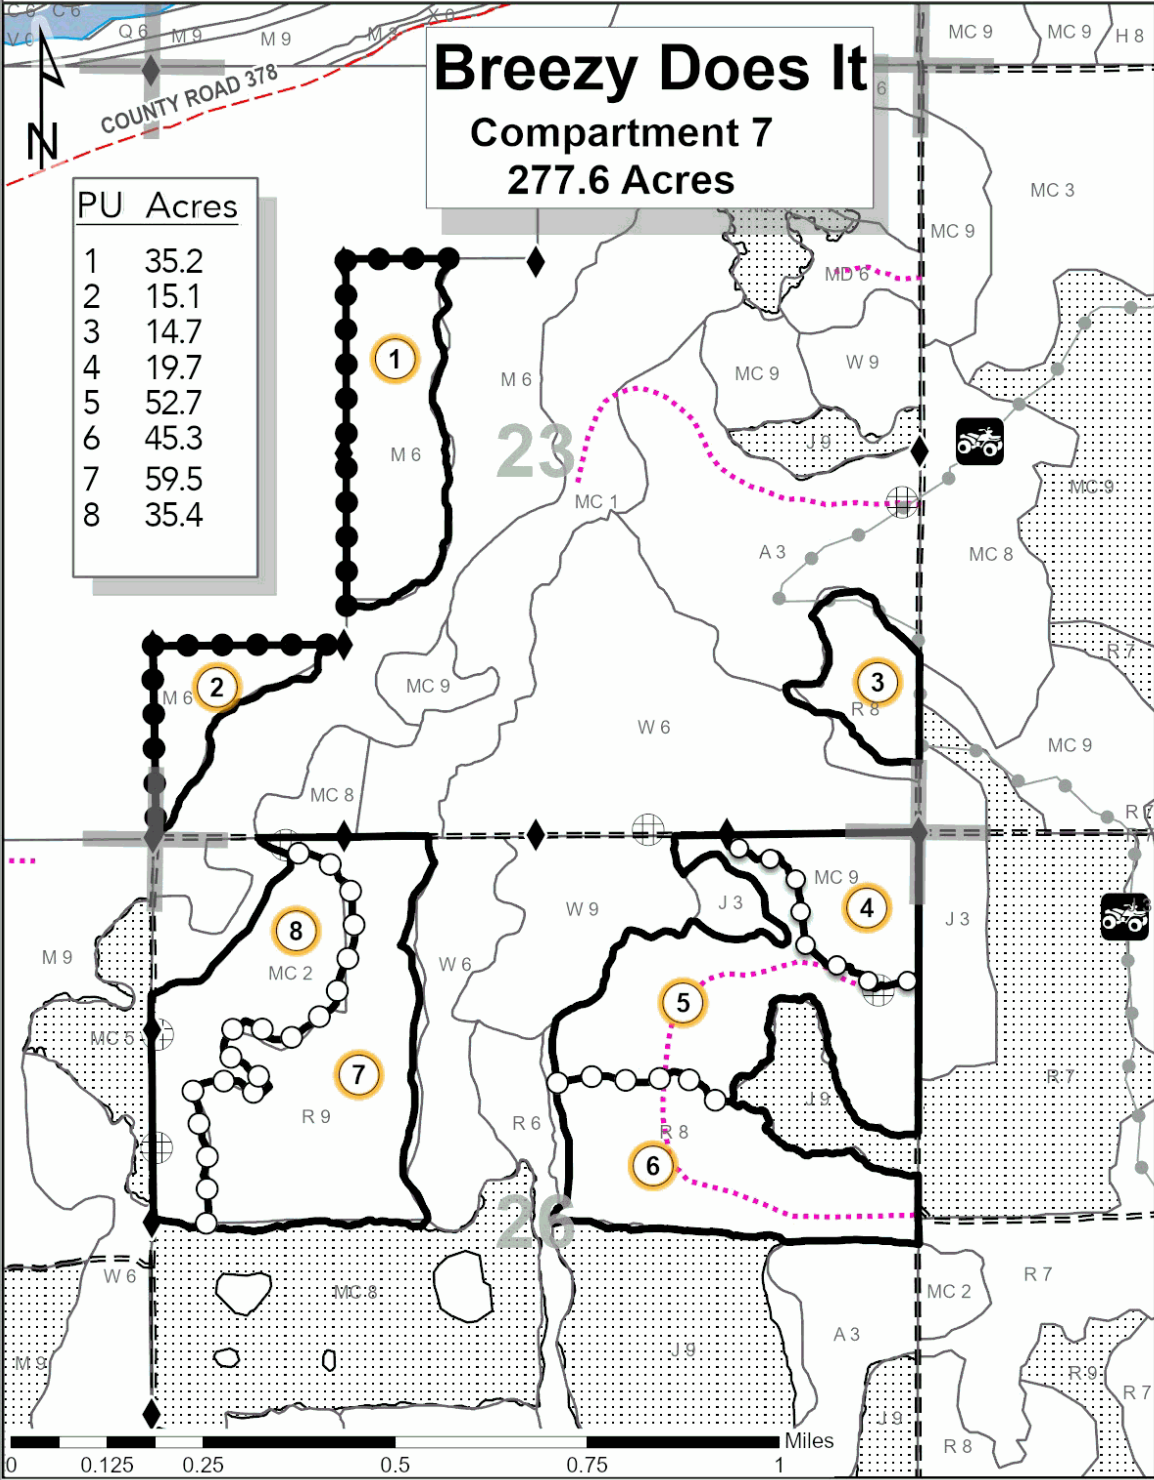 C 6 C 6
V 0
Q 6
M 9
M 9
M 8
X 0
MC 9
MC 9
H 8
COUNTY ROAD 378
N
Breezy Does It
Compartment 7
277.6 Acres
6
PU Acres
1 35.2
2 15.1
3 14.7
4 19.7
5 52.7
6 45.3
7 59.5
8 35.4
MC 3
MC 9
MD 6
1
M 6
MC 9
W 9
23
M 6
J 9
MC 9
MC 1
A 3
MC 8
R 7
2
M 6
MC 9
3
R 8
W 6
MC 9
MC 8
MC 9
4
J 3
W 9
J 3
8
M 9
MC 2
W 6
5
MC 5
7
R 7
J 9
R 9
R 6
R 8
6
26
W 6
MC 8
MC 2
R 7
A 3
J 9
M 9
R 9
R 7
J 9
R 8
Miles
0 0.125 0.25 0.5 0.75 1